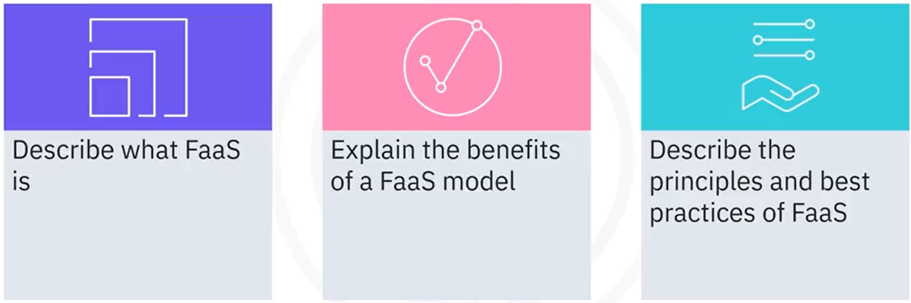 Describe what FaaS
is
Explain the benefits
of a FaaS model
Describe the
principles and best
practices of FaaS